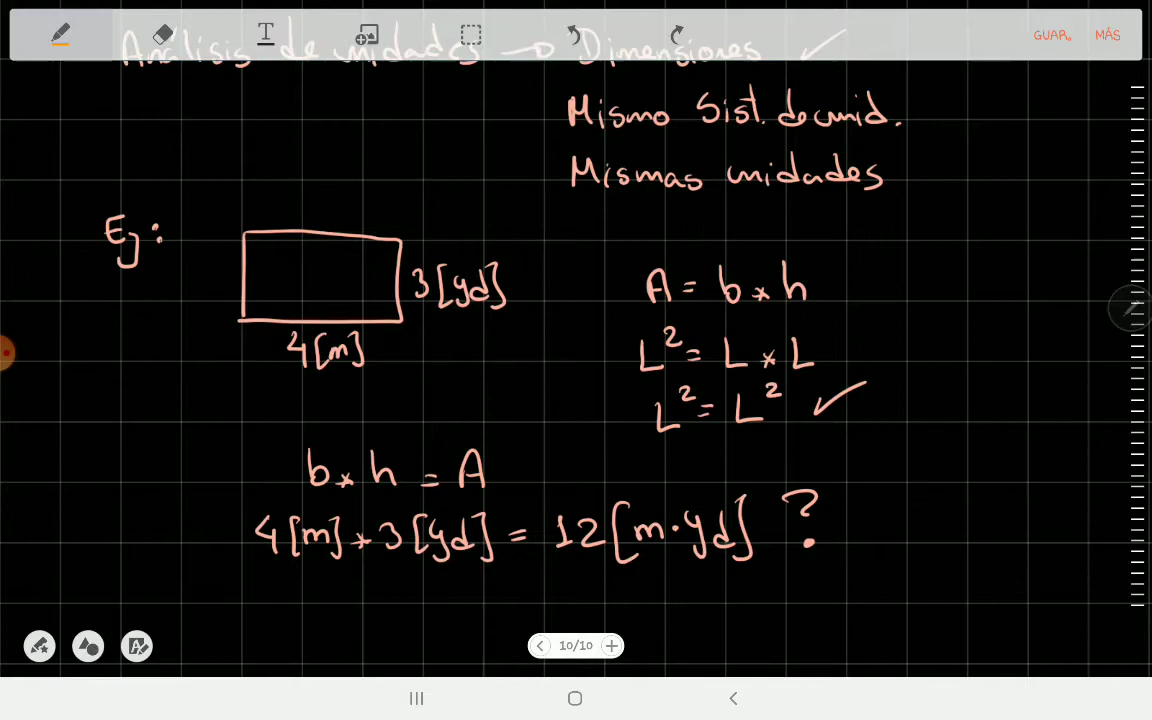 GUAR. MÁS
Análisis de unidades → Dimensiones ✓
Mismo Sist. de unid.
Mismas unidades
Ej:
3[yd]
4[m]
A = b * h
L² = L * L
L² = L² ✓
b * h = A
4[m] * 3[yd] = 12[m·yd] ?
10/10